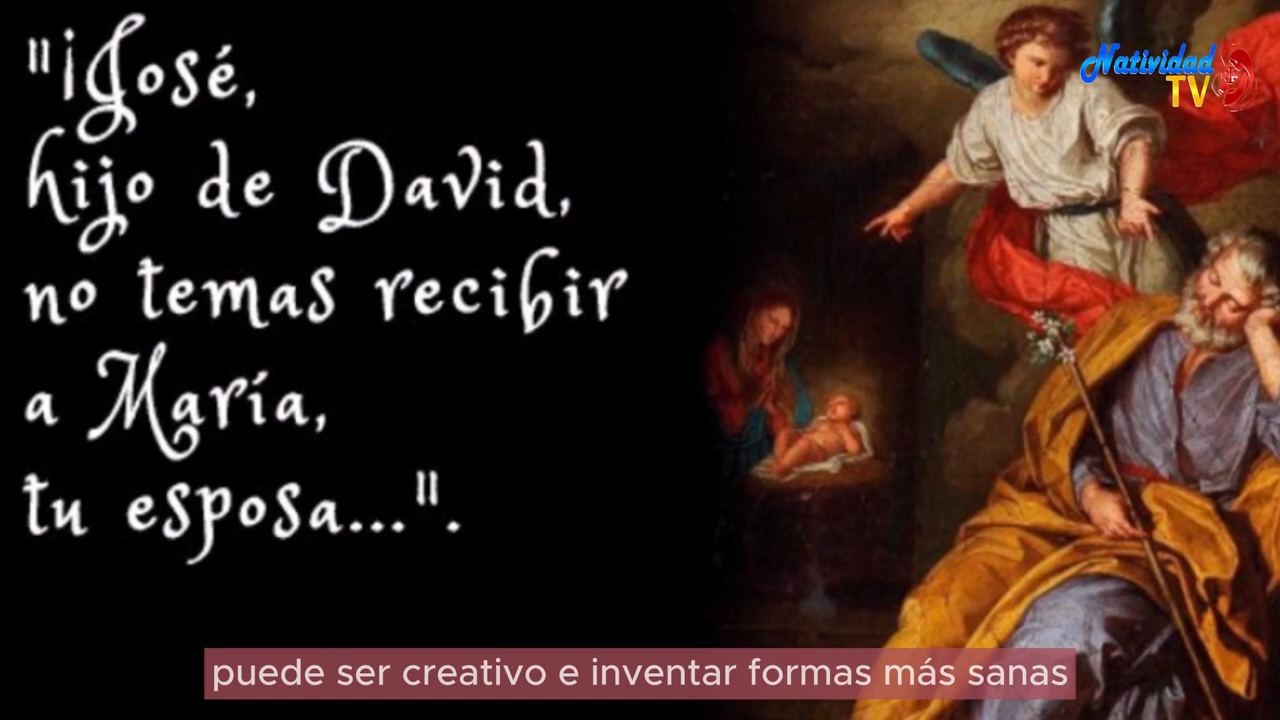 "¡José,
hijo de David,
no temas recibir
a María,
tu esposa...".
Natividad
TV
puede ser creativo e inventar formas más sanas